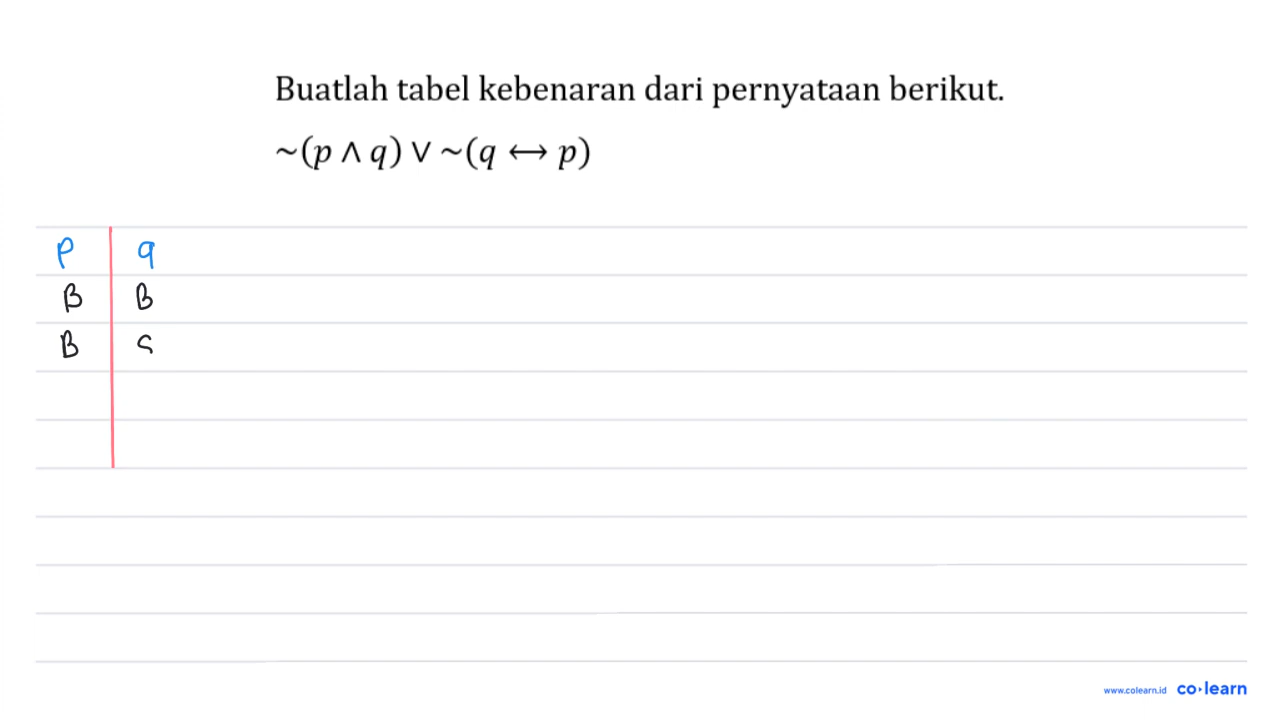 Buatlah tabel kebenaran dari pernyataan berikut.
~(p ∧ q) ∨ ~(q ↔ p)
p q
B B
B S
www.colearn.id co·learn